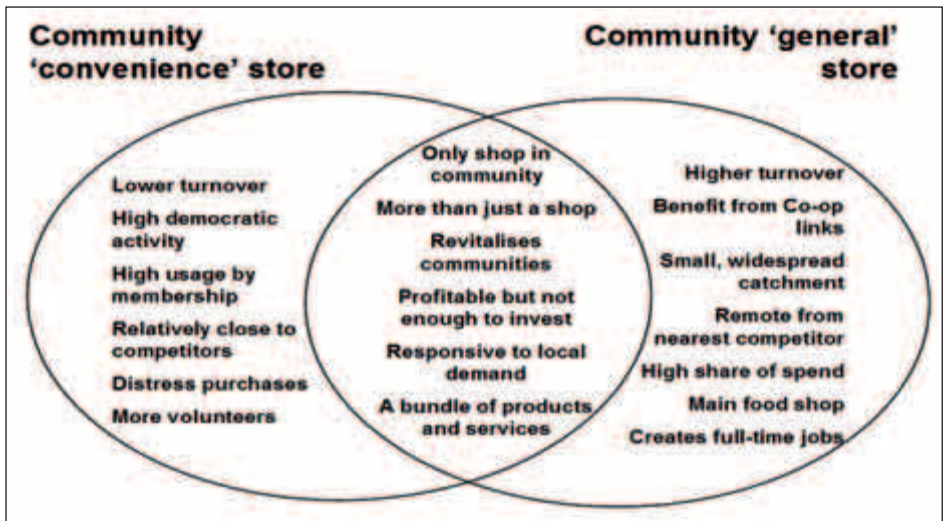 Community
'convenience' store
Community 'general'
store
Lower turnover
High democratic
activity
High usage by
membership
Relatively close to
competitors
Distress purchases
More volunteers
Only shop in
community
More than just a shop
Revitalises
communities
Profitable but not
enough to invest
Responsive to local
demand
A bundle of products
and services
Higher turnover
Benefit from Co-op
links
Small, widespread
catchment
Remote from
nearest competitor
High share of spend
Main food shop
Creates full-time jobs